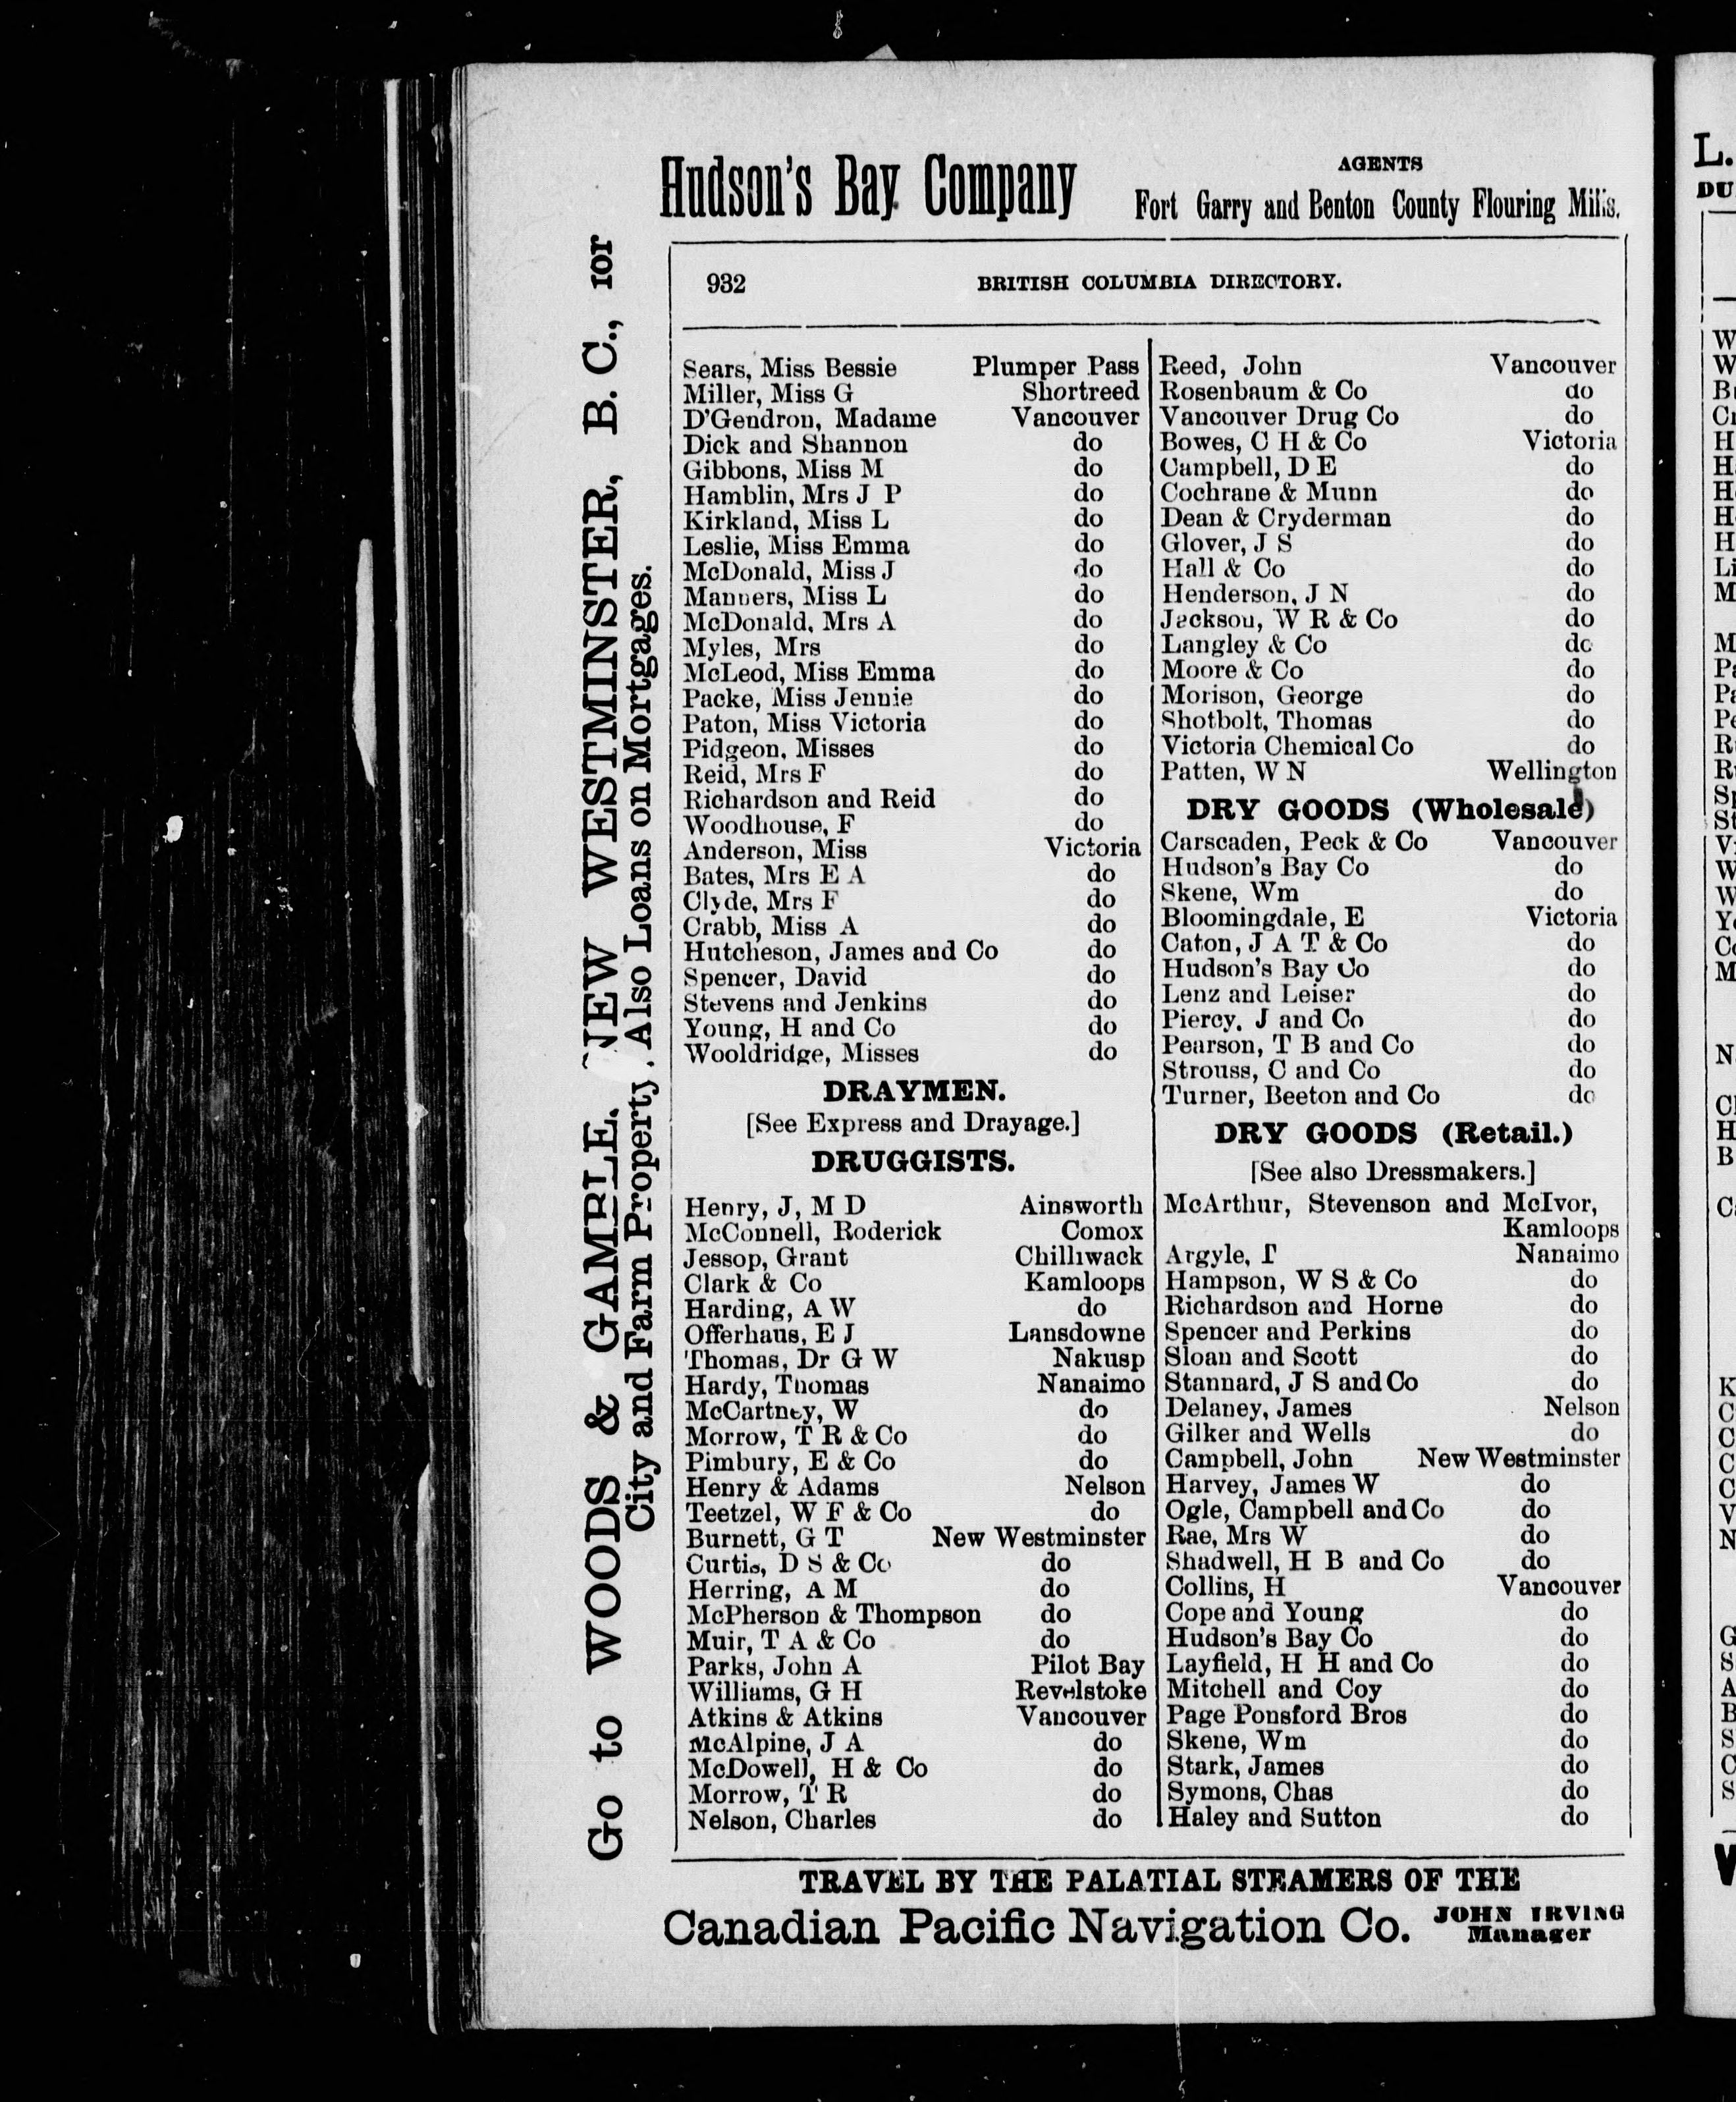 Hudson's Bay Company
AGENTS
Fort Garry and Benton County Flouring Mills.
932 BRITISH COLUMBIA DIRECTORY.
Sears, Miss Bessie Plumper Pass
Miller, Miss G Shortreed
D'Gendron, Madame Vancouver
Dick and Shannon do
Gibbons, Miss M do
Hamblin, Mrs J P do
Kirkland, Miss L do
Leslie, Miss Emma do
McDonald, Miss J do
Manners, Miss L do
McDonald, Mrs A do
Myles, Mrs do
McLeod, Miss Emma do
Packe, Miss Jennie do
Paton, Miss Victoria do
Pidgeon, Misses do
Reid, Mrs F do
Richardson and Reid do
Woodhouse, F do
Anderson, Miss Victoria
Bates, Mrs E A do
Clyde, Mrs F do
Crabb, Miss A do
Hutcheson, James and Co do
Spencer, David do
Stevens and Jenkins do
Young, H and Co do
Wooldridge, Misses do
DRAYMEN.
[See Express and Drayage.]
DRUGGISTS.
Henry, J, M D Ainsworth
McConnell, Roderick Comox
Jessop, Grant Chilliwack
Clark & Co Kamloops
Harding, A W do
Offerhaus, E J Lansdowne
Thomas, Dr G W Nakusp
Hardy, Thomas Nanaimo
McCartney, W do
Morrow, T R & Co do
Pimbury, E & Co do
Henry & Adams Nelson
Teetzel, W F & Co do
Burnett, G T New Westminster
Curtis, D S & Co do
Herring, A M do
McPherson & Thompson do
Muir, T A & Co do
Parks, John A Pilot Bay
Williams, G H Revelstoke
Atkins & Atkins Vancouver
McAlpine, J A do
McDowell, H & Co do
Morrow, T R do
Nelson, Charles do
Reed, John Vancouver
Rosenbaum & Co do
Vancouver Drug Co do
Bowes, C H & Co Victoria
Campbell, D E do
Cochrane & Munn do
Dean & Cryderman do
Glover, J S do
Hall & Co do
Henderson, J N do
Jackson, W R & Co do
Langley & Co do
Moore & Co do
Morison, George do
Shotbolt, Thomas do
Victoria Chemical Co do
Patten, W N Wellington
DRY GOODS (Wholesale)
Carscaden, Peck & Co Vancouver
Hudson's Bay Co do
Skene, Wm do
Bloomingdale, E Victoria
Caton, J A T & Co do
Hudson's Bay Co do
Lenz and Leiser do
Piercy, J and Co do
Pearson, T B and Co do
Strouss, C and Co do
Turner, Beeton and Co do
DRY GOODS (Retail.)
[See also Dressmakers.]
McArthur, Stevenson and McIvor,
Kamloops
Argyle, T Nanaimo
Hampson, W S & Co do
Richardson and Horne do
Spencer and Perkins do
Sloan and Scott do
Stannard, J S and Co do
Delaney, James Nelson
Gilker and Wells do
Campbell, John New Westminster
Harvey, James W do
Ogle, Campbell and Co do
Rae, Mrs W do
Shadwell, H B and Co do
Collins, H Vancouver
Cope and Young do
Hudson's Bay Co do
Layfield, H H and Co do
Mitchell and Coy do
Page Ponsford Bros do
Skene, Wm do
Stark, James do
Symons, Chas do
Haley and Sutton do
TRAVEL BY THE PALATIAL STEAMERS OF THE
Canadian Pacific Navigation Co. JOHN IRVING
Manager
Go to WOODS & GAMBLE, NEW WESTMINSTER, B. C., for
City and Farm Property. Also Loans on Mortgages.